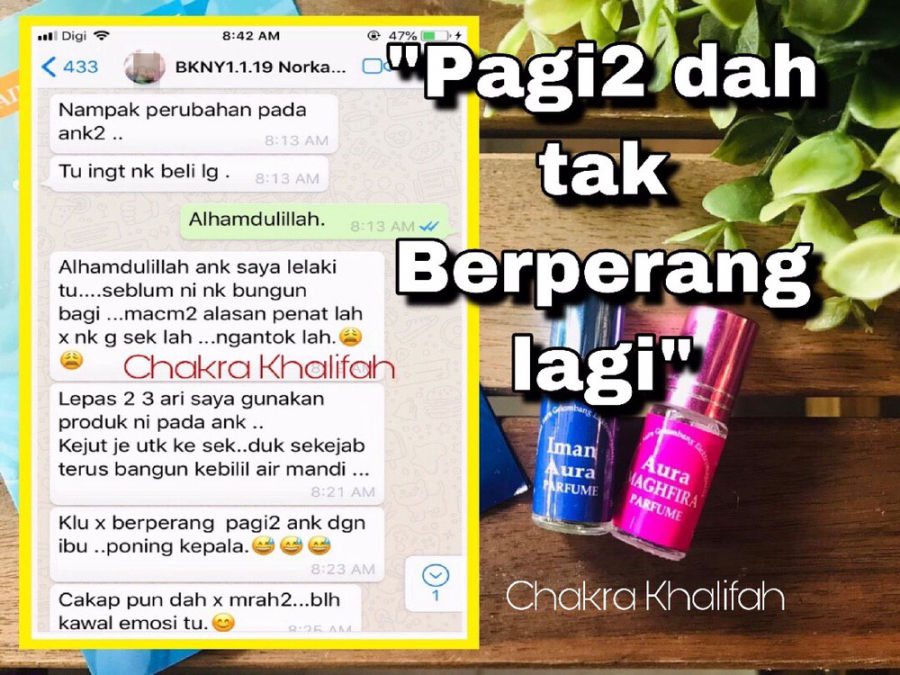 Digi 8:42 AM 47%
433 BKNY1.1.19 Norka...
Nampak perubahan pada
ank2 ..
8:13 AM
Tu ingt nk beli lg . 8:13 AM
Alhamdulillah. 8:13 AM
Alhamdulillah ank saya lelaki
tu....seblum ni nk bungun
bagi ...macm2 alasan penat lah
x nk g sek lah ...ngantok lah.😩
😩
Chakra Khalifah
Lepas 2 3 ari saya gunakan
produk ni pada ank ..
Kejut je utk ke sek..duk sekejab
terus bangun kebilil air mandi ...
8:21 AM
Klu x berperang pagi2 ank dgn
ibu ..poning kepala.😅😅😅
8:23 AM
1
Cakap pun dah x mrah2...blh
kawal emosi tu.😊
8:25 AM
"Pagi2 dah
tak
Berperang
lagi"
Iman
Aura
PARFUME
Aura
MAGHFIRA
PARFUME
Chakra Khalifah